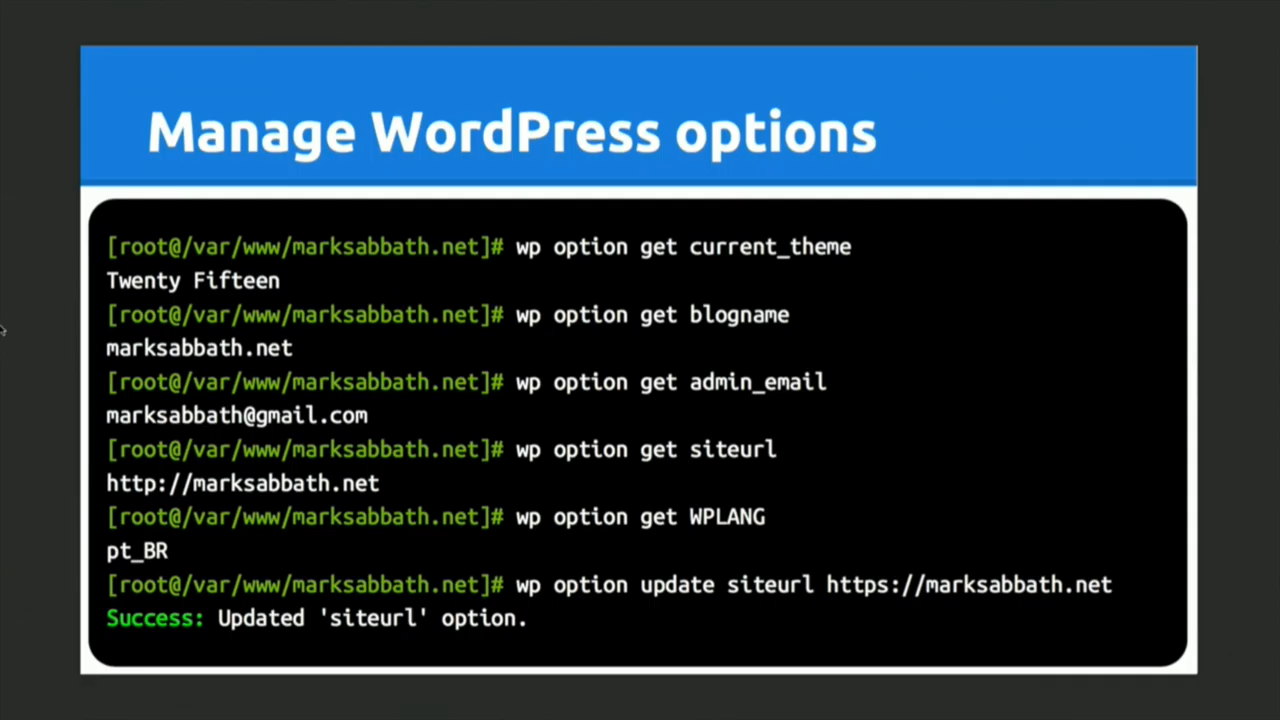 Manage WordPress options
[root@/var/www/marksabbath.net]# wp option get current_theme
Twenty Fifteen
[root@/var/www/marksabbath.net]# wp option get blogname
marksabbath.net
[root@/var/www/marksabbath.net]# wp option get admin_email
marksabbath@gmail.com
[root@/var/www/marksabbath.net]# wp option get siteurl
http://marksabbath.net
[root@/var/www/marksabbath.net]# wp option get WPLANG
pt_BR
[root@/var/www/marksabbath.net]# wp option update siteurl https://marksabbath.net
Success: Updated 'siteurl' option.